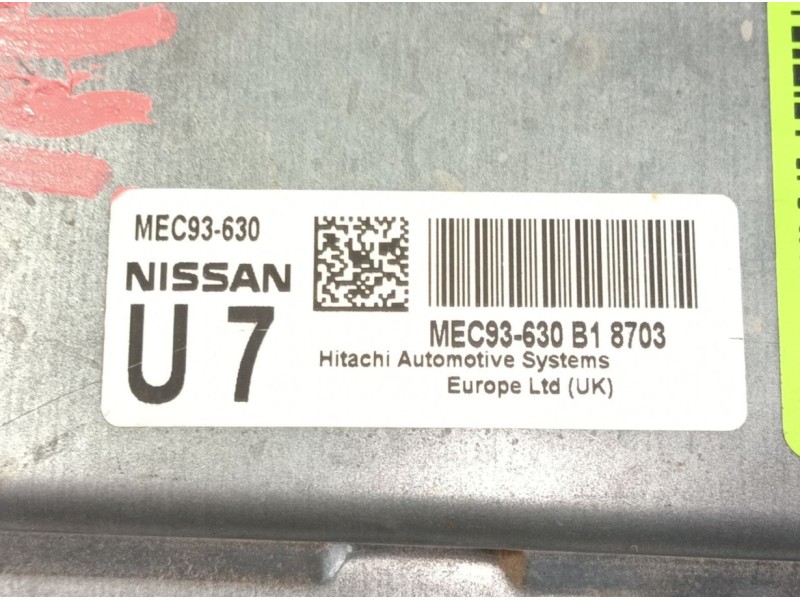 MEC93-630
NISSAN
U 7
MEC93-630 B1 8703
Hitachi Automotive Systems
Europe Ltd (UK)